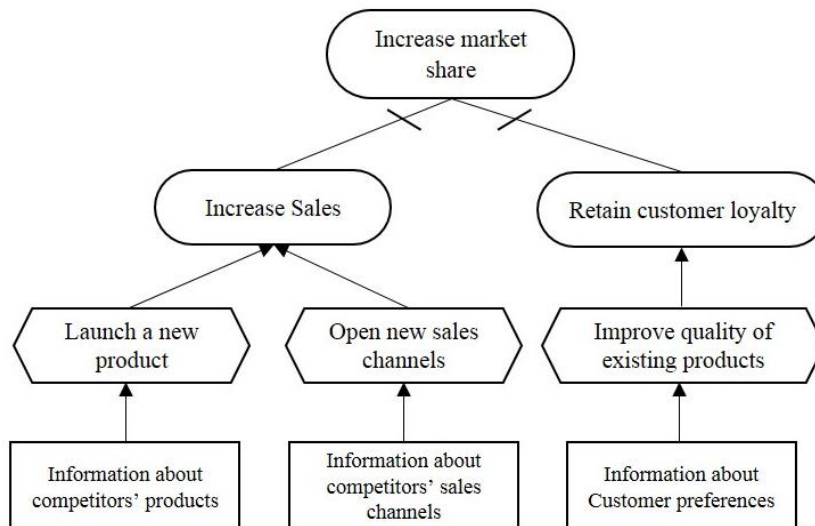 Increase market
share
Increase Sales
Retain customer loyalty
Launch a new
product
Open new sales
channels
Improve quality of
existing products
Information about
competitors’ products
Information about
competitors’ sales
channels
Information about
Customer preferences